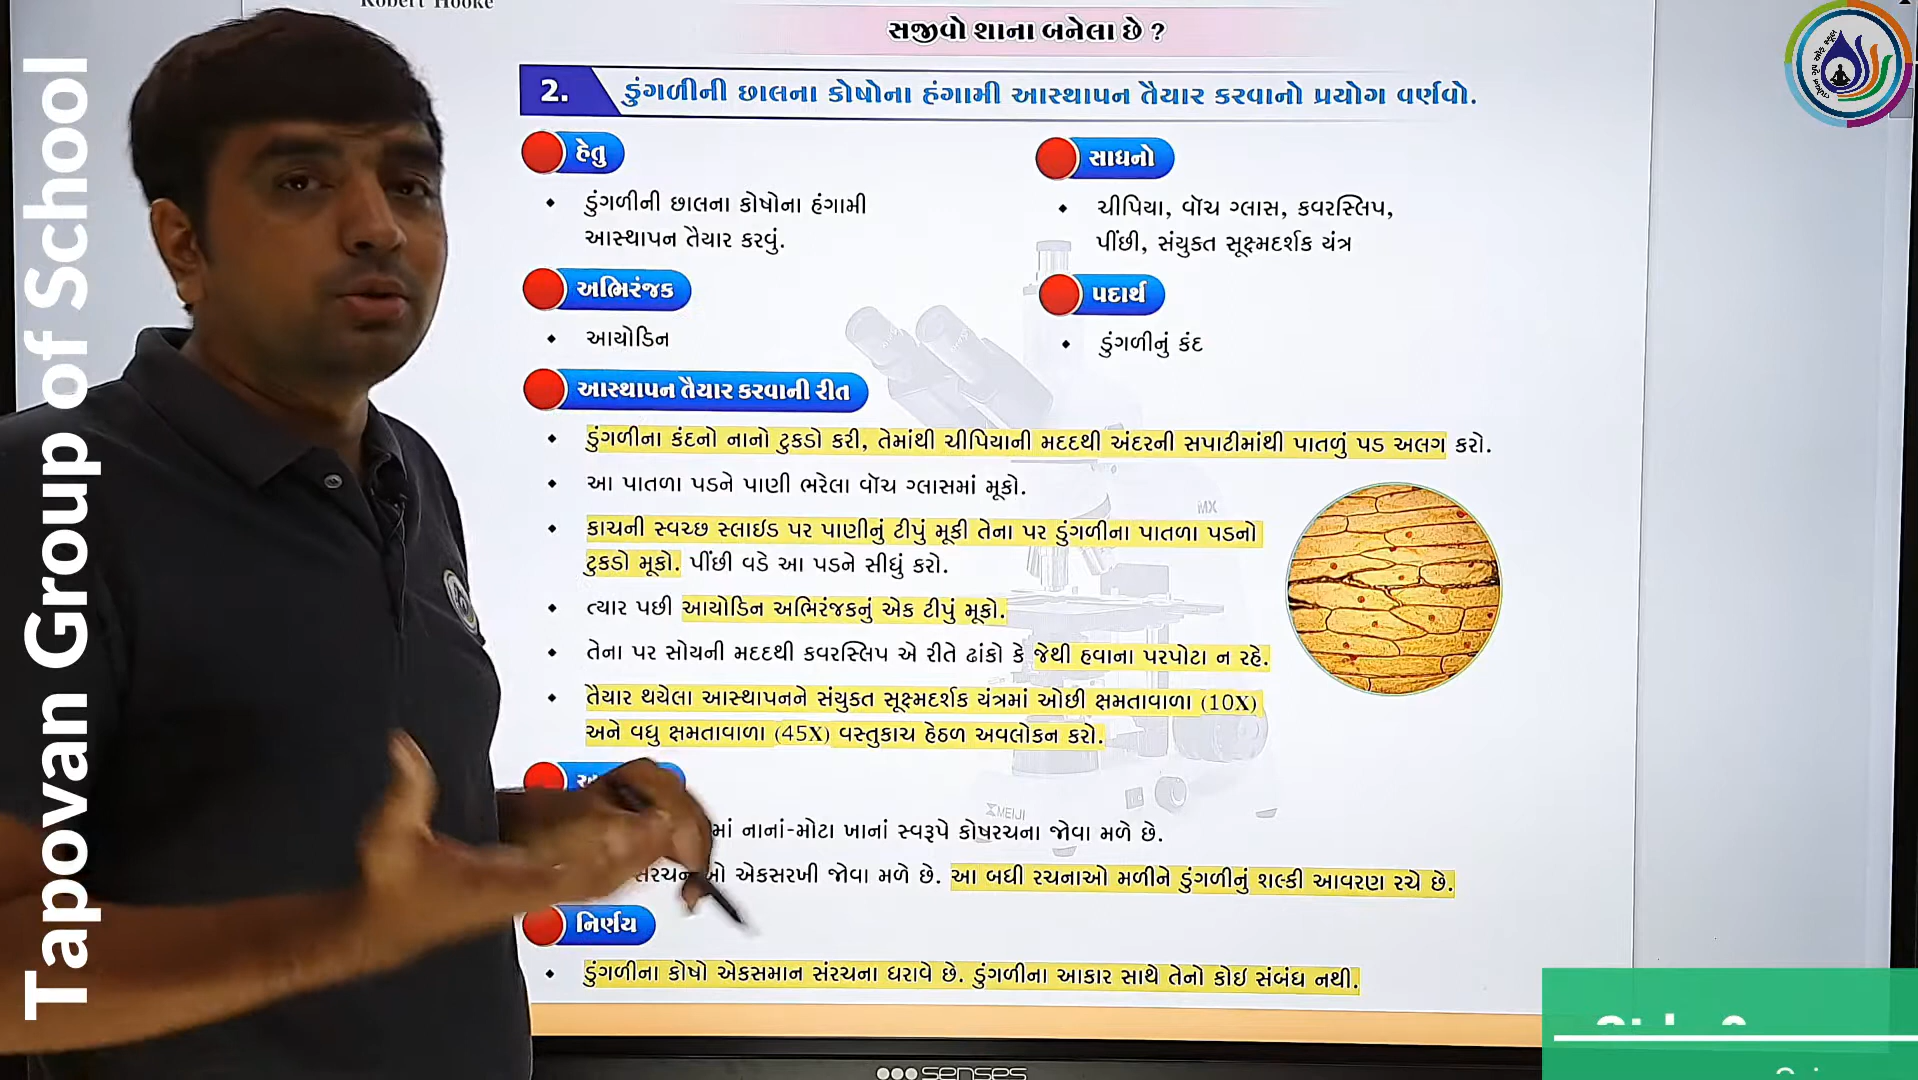 Robert Hooke
સજીવો શાના બનેલા છે ?
2. ડુંગળીની છાલના કોષોના હંગામી આસ્થાપન તૈયાર કરવાનો પ્રયોગ વર્ણવો.
હેતુ
ડુંગળીની છાલના કોષોના હંગામી
આસ્થાપન તૈયાર કરવું.
સાધનો
ચીપિયા, વૉચ ગ્લાસ, કવરસ્લિપ,
પીંછી, સંયુક્ત સૂક્ષ્મદર્શક યંત્ર
અભિરંજક
આયોડિન
પદાર્થ
ડુંગળીનું કંદ
આસ્થાપન તૈયાર કરવાની રીત
ડુંગળીના કંદનો નાનો ટુકડો કરી, તેમાંથી ચીપિયાની મદદથી અંદરની સપાટીમાંથી પાતળું પડ અલગ કરો.
આ પાતળા પડને પાણી ભરેલા વૉચ ગ્લાસમાં મૂકો.
કાચની સ્વચ્છ સ્લાઇડ પર પાણીનું ટીપું મૂકી તેના પર ડુંગળીના પાતળા પડનો
ટુકડો મૂકો. પીંછી વડે આ પડને સીધું કરો.
ત્યાર પછી આયોડિન અભિરંજકનું એક ટીપું મૂકો.
તેના પર સોયની મદદથી કવરસ્લિપ એ રીતે ઢાંકો કે જેથી હવાના પરપોટા ન રહે.
તૈયાર થયેલા આસ્થાપનને સંયુક્ત સૂક્ષ્મદર્શક યંત્રમાં ઓછી ક્ષમતાવાળા (10X)
અને વધુ ક્ષમતાવાળા (45X) વસ્તુકાચ હેઠળ અવલોકન કરો.
માં નાનાં-મોટા ખાનાં સ્વરૂપે કોષરચના જોવા મળે છે.
એકસરખી જોવા મળે છે. આ બધી રચનાઓ મળીને ડુંગળીનું શલ્કી આવરણ રચે છે.
નિર્ણય
ડુંગળીના કોષો એકસમાન સંરચના ધરાવે છે. ડુંગળીના આકાર સાથે તેનો કોઇ સંબંધ નથી.
MX
MEIJI
senses
Tapovan Group of School